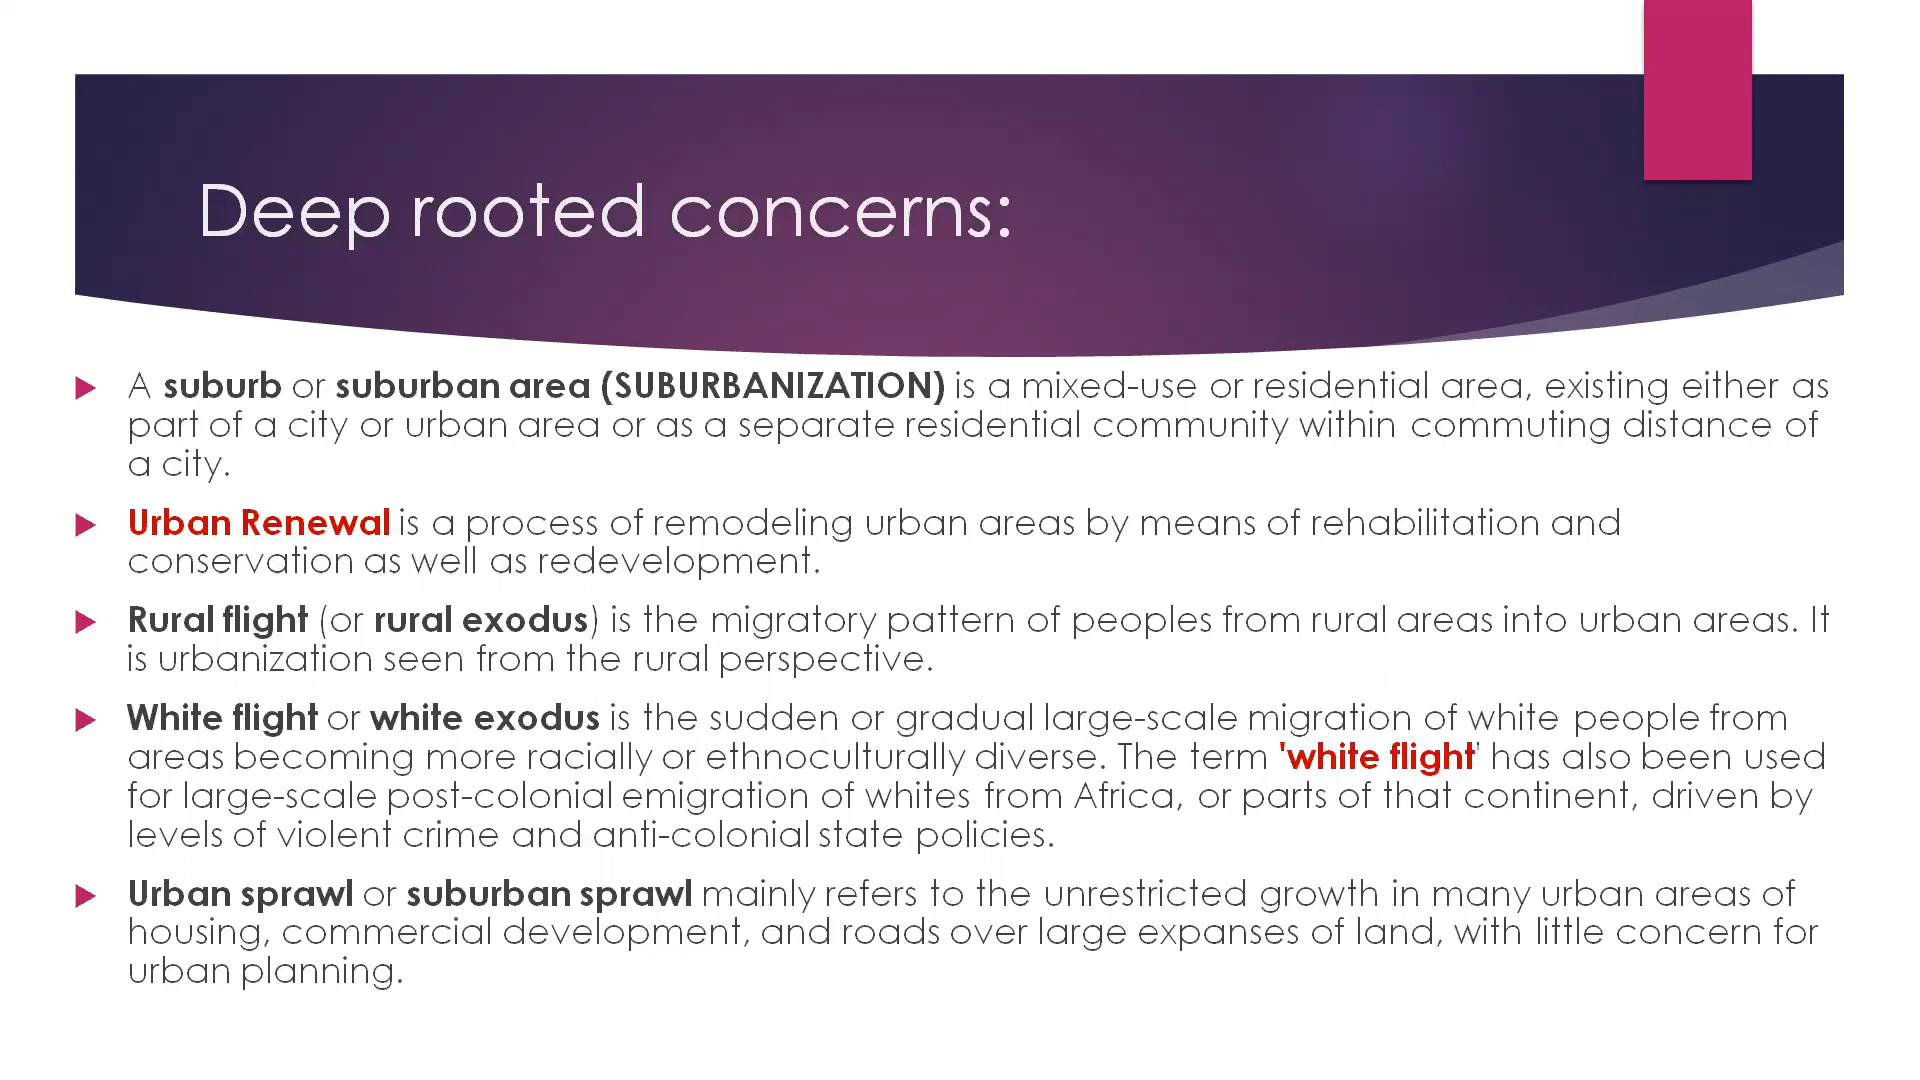 Deep rooted concerns:
A suburb or suburban area (SUBURBANIZATION) is a mixed-use or residential area, existing either as
part of a city or urban area or as a separate residential community within commuting distance of
a city.
Urban Renewal is a process of remodeling urban areas by means of rehabilitation and
conservation as well as redevelopment.
Rural flight (or rural exodus) is the migratory pattern of peoples from rural areas into urban areas. It
is urbanization seen from the rural perspective.
White flight or white exodus is the sudden or gradual large-scale migration of white people from
areas becoming more racially or ethnoculturally diverse. The term 'white flight' has also been used
for large-scale post-colonial emigration of whites from Africa, or parts of that continent, driven by
levels of violent crime and anti-colonial state policies.
Urban sprawl or suburban sprawl mainly refers to the unrestricted growth in many urban areas of
housing, commercial development, and roads over large expanses of land, with little concern for
urban planning.